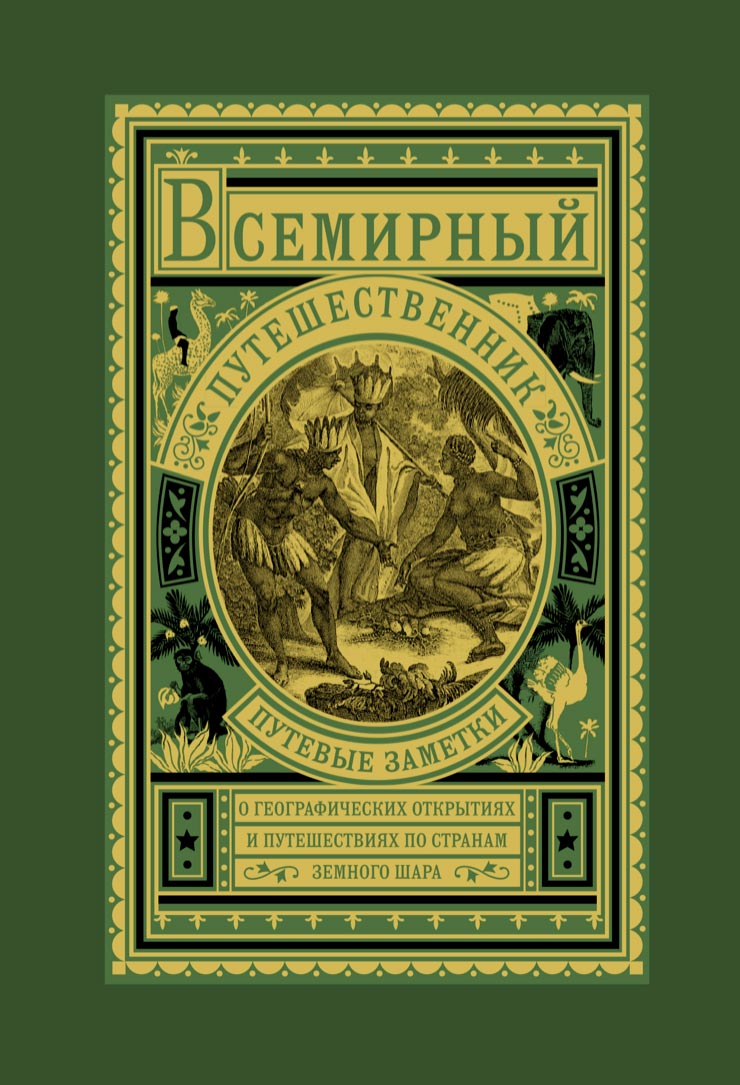 Всемирный
путешественник
путевые заметки
о географических открытиях
и путешествиях по странам
земного шара